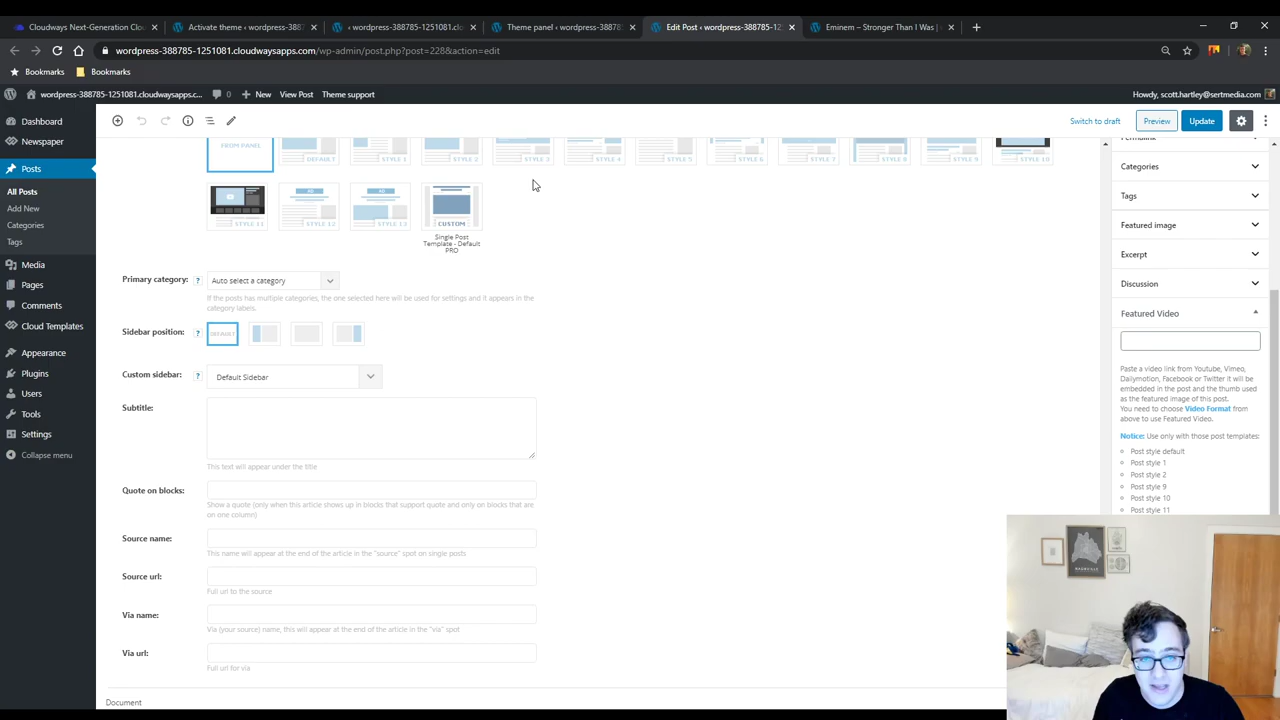 Cloudways Next-Generation Clo
Activate theme ‹ wordpress-3887
‹ wordpress-388785-1251081.clo
Theme panel ‹ wordpress-38878
Edit Post ‹ wordpress-388785-12
Eminem – Stronger Than I Was |
wordpress-388785-1251081.cloudwaysapps.com/wp-admin/post.php?post=228&action=edit
Bookmarks
Bookmarks
wordpress-388785-1251081.cloudwaysapps.c...
0
New
View Post
Theme support
Howdy, scott.hartley@sertmedia.com
Dashboard
Newspaper
Posts
All Posts
Add New
Categories
Tags
Media
Pages
Comments
Cloud Templates
Appearance
Plugins
Users
Tools
Settings
Collapse menu
Switch to draft
Preview
Update
FROM PANEL
DEFAULT
STYLE 1
STYLE 2
STYLE 3
STYLE 4
STYLE 5
STYLE 6
STYLE 7
STYLE 8
STYLE 9
STYLE 10
STYLE 11
AD
STYLE 12
AD
STYLE 13
CUSTOM
Single Post
Template - Default
PRO
Primary category:
?
Auto select a category
If the posts has multiple categories, the one selected here will be used for settings and it appears in the
category labels.
Sidebar position:
?
DEFAULT
Custom sidebar:
?
Default Sidebar
Subtitle:
This text will appear under the title
Quote on blocks:
Show a quote (only when this article shows up in blocks that support quote and only on blocks that are
on one column)
Source name:
This name will appear at the end of the article in the "source" spot on single posts
Source url:
Full url to the source
Via name:
Via (your source) name, this will appear at the end of the article in the "via" spot
Via url:
Full url for via
Document
Permalink
Categories
Tags
Featured image
Excerpt
Discussion
Featured Video
Paste a video link from Youtube, Vimeo,
Dailymotion, Facebook or Twitter it will be
embedded in the post and the thumb used
as the featured image of this post.
You need to choose Video Format from
above to use Featured Video.
Notice: Use only with those post templates:
Post style default
Post style 1
Post style 2
Post style 9
Post style 10
Post style 11
NASHVILLE